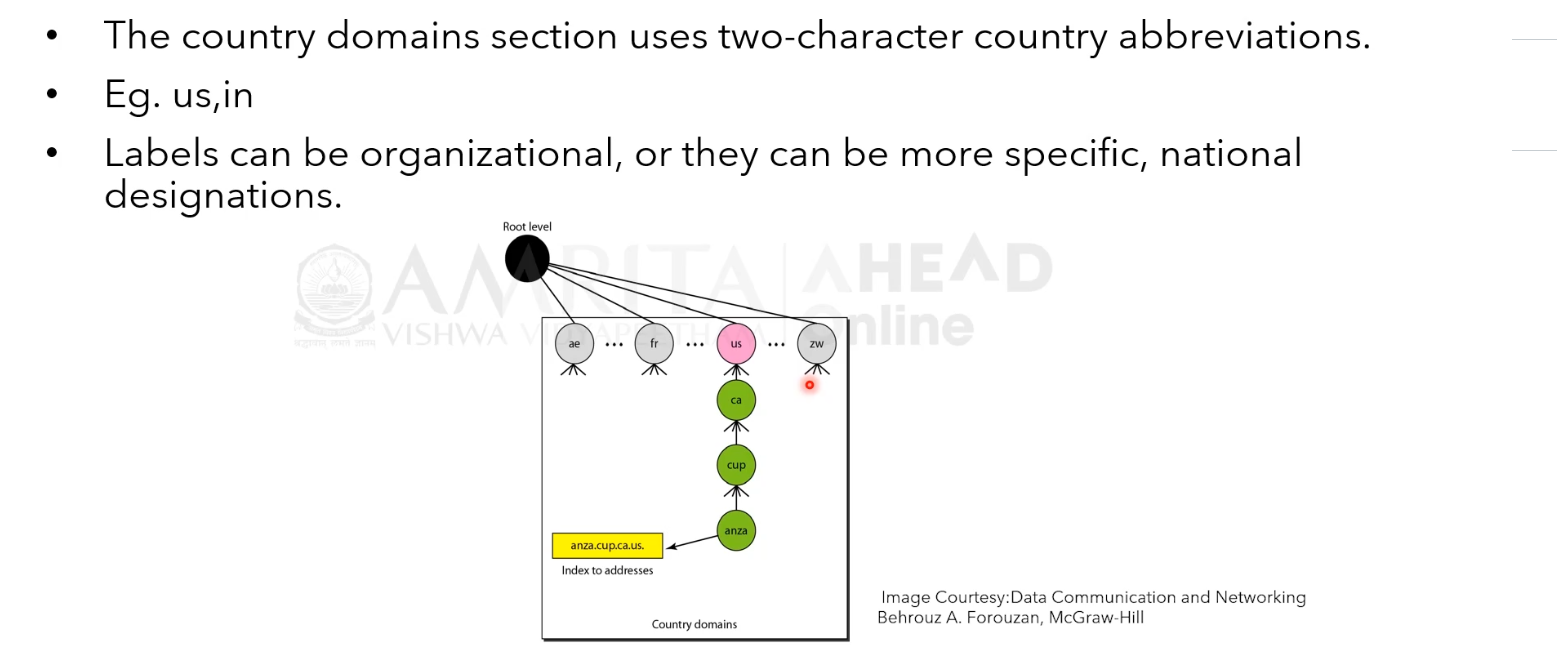 • The country domains section uses two-character country abbreviations.
• Eg. us,in
• Labels can be organizational, or they can be more specific, national
designations.
Root level
AMRITA AHEAD
VISHWA VIDYAPEETHAM Online
ae ... fr ... us ... zw
ca
cup
anza
anza.cup.ca.us.
Index to addresses
Image Courtesy:Data Communication and Networking
Behrouz A. Forouzan, McGraw-Hill
Country domains